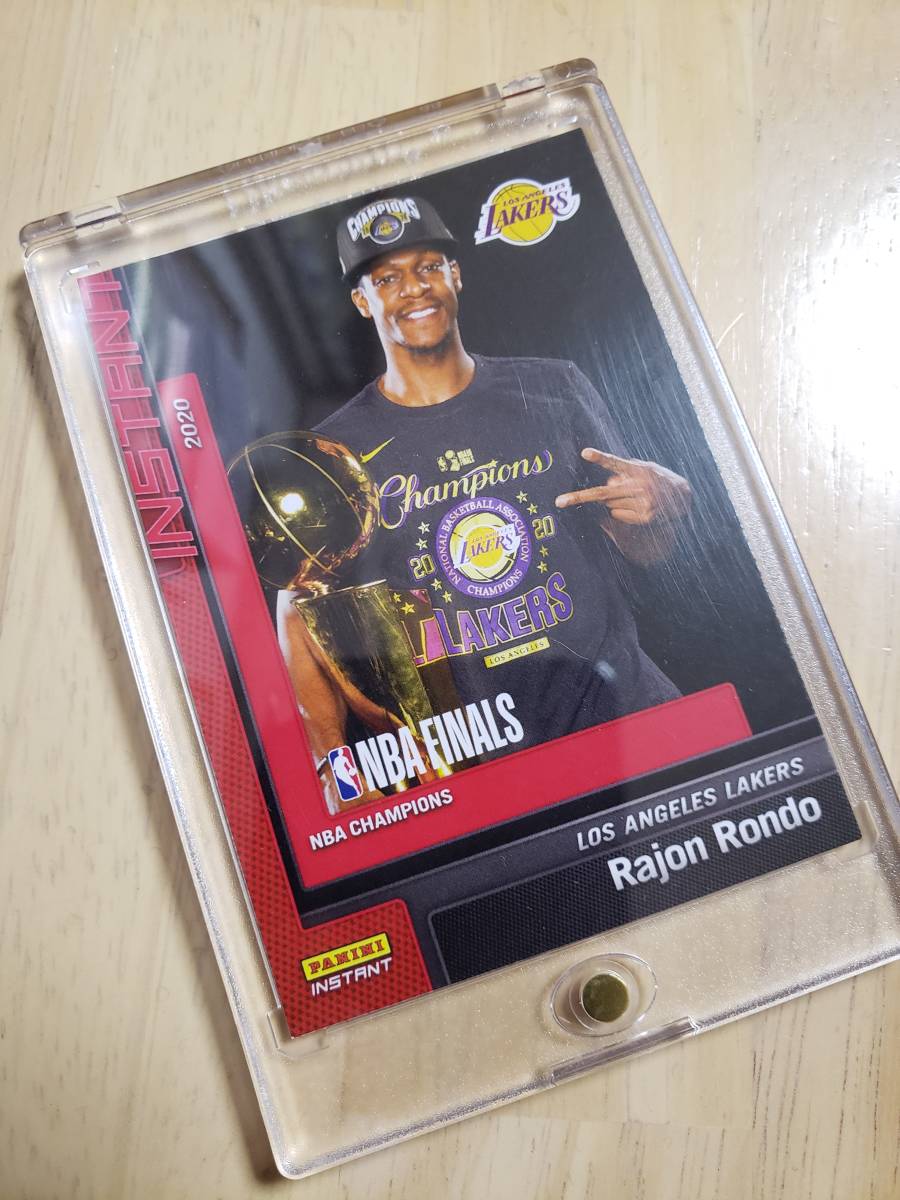 CHAMPIONS
LOS ANGELES
LAKERS
INSTANT
2020
Champions
NATIONAL BASKETBALL ASSOCIATION
LAKERS
CHAMPIONS
20
20
LAKERS
LOS ANGELES
NBA FINALS
NBA CHAMPIONS
LOS ANGELES LAKERS
Rajon Rondo
PANINI
INSTANT